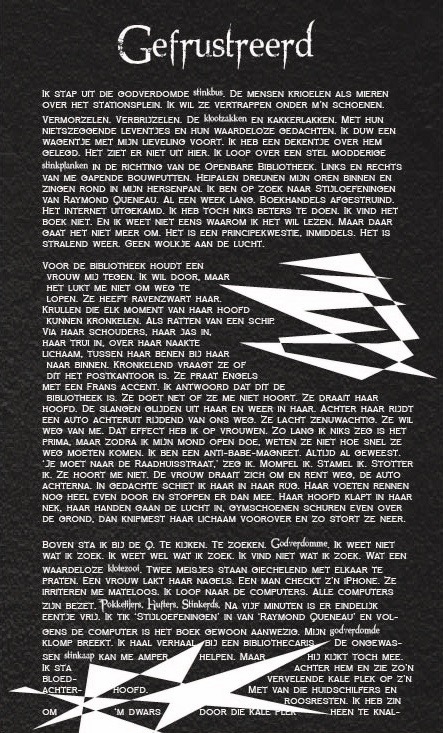 Gefrustreerd
Ik stap uit die godverdomde stinkbus. De mensen krioelen als mieren
over het stationsplein. Ik wil ze vertrappen onder m'n schoenen.
Vermorzelen. Verbrijzelen. De klootzakken en kakkerlakken. Met hun
nietszeggende leventjes en hun waardeloze gedachten. Ik duw een
wagentje met mijn lieveling voort. Ik heb een dekentje over hem
gelegd. Het ziet er niet uit hier. Ik loop over een stel modderige
stinkplanken in de richting van de Openbare Bibliotheek. Links en rechts
van me gapende bouwputten. Heipalen dreunen mijn oren binnen en
zingen rond in mijn hersenpan. Ik ben op zoek naar Stijloefeningen
van Raymond Queneau. Al een week lang. Boekhandels afgestruind.
Het internet uitgekamd. Ik heb toch niks beters te doen. Ik vind het
boek niet. En ik weet niet eens waarom ik het wil lezen. Maar daar
gaat het niet meer om. Het is een principekwestie, inmiddels. Het is
stralend weer. Geen wolkje aan de lucht.
Voor de bibliotheek houdt een
vrouw mij tegen. Ik wil door, maar
het lukt me niet om weg te
lopen. Ze heeft ravenzwart haar.
Krullen die elk moment van haar hoofd
kunnen kronkelen. Als ratten van een schip.
Via haar schouders, haar jas in,
haar trui in, over haar naakte
lichaam, tussen haar benen bij haar
naar binnen. Kronkelend vraagt ze of
dit het postkantoor is. Ze praat Engels
met een Frans accent. Ik antwoord dat dit de
bibliotheek is. Ze doet net of ze me niet hoort. Ze draait haar
hoofd. De slangen glijden uit haar en weer in haar. Achter haar rijdt
een auto achteruit rijdend van ons weg. Ze lacht zenuwachtig. Ze wil
weg van me. Dat effect heb ik op vrouwen. Zo lang ik niks zeg is het
prima, maar zodra ik mijn mond open doe, weten ze niet hoe snel ze
weg moeten komen. Ik ben een anti-babe-magneet. Altijd al geweest.
'Je moet naar de Raadhuisstraat,' zeg ik. Mompel ik. Stamel ik. Stotter
ik. Ze hoort me niet. De vrouw draait zich om en rent weg, de auto
achterna. In gedachte schiet ik haar in haar rug. Haar voeten rennen
nog heel even door en stoppen er dan mee. Haar hoofd klapt in haar
nek, haar handen gaan de lucht in, gymschoenen schuren even over
de grond, dan knipmest haar lichaam voorover en zo stort ze neer.
Boven sta ik bij de Q. Te kijken. Te zoeken. Godverdomme. Ik weet niet
wat ik zoek. Ik weet wel wat ik zoek. Ik vind niet wat ik zoek. Wat een
waardeloze klotezooi. Twee meisjes staan giechelend met elkaar te
praten. Een vrouw lakt haar nagels. Een man checkt z'n iPhone. Ze
irriteren me mateloos. Ik loop naar de computers. Alle computers
zijn bezet. Pokkelijers. Hufters. Stinkerds. Na vijf minuten is er eindelijk
eentje vrij. Ik tik 'Stijloefeningen' in van 'Raymond Queneau' en vol-
gens de computer is het boek gewoon aanwezig. Mijn godverdomde
klomp breekt. Ik haal verhaal bij een bibliothecaris. De ongewas-
sen stinkaap kan me amper helpen. Maar hij kijkt toch mee.
Ik sta achter hem en zie zo'n
bloed- vervelende kale plek op z'n
achter- hoofd. Met van die huidschilfers en
roosresten. Ik heb zin
om 'm dwars door die kale plek heen te knal-